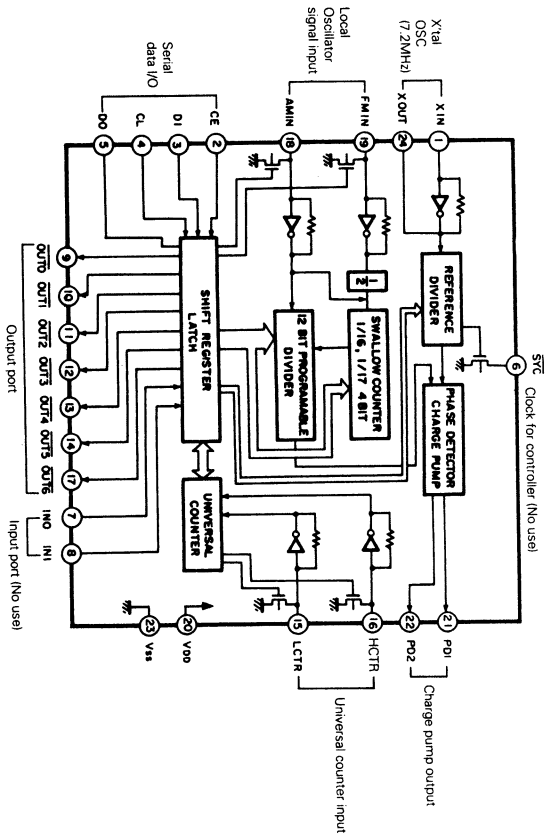 X'tal
OSC
(7.2MHz)
XOUT
XIN
24
1
Local
Oscillator
signal input
AMIN
FMIN
18
19
Serial
data I/O
DO
CL
DI
CE
5
4
3
2
REFERENCE
DIVIDER
SYC
6
Clock for controller (No use)
1/2
SWALLOW COUNTER
1/16, 1/17 4BIT
12 BIT PROGRAMABLE
DIVIDER
PHASE DETECTOR
CHARGE PUMP
SHIFT REGISTER
LATCH
UNIVERSAL
COUNTER
9
10
11
12
13
14
17
7
8
OUT0
OUT1
OUT2
OUT3
OUT4
OUT5
OUT6
IN0
IN1
Output port
Input port (No use)
23
20
15
16
22
21
VSS
VDD
LCTR
HCTR
PD2
PD1
Universal counter input
Charge pump output